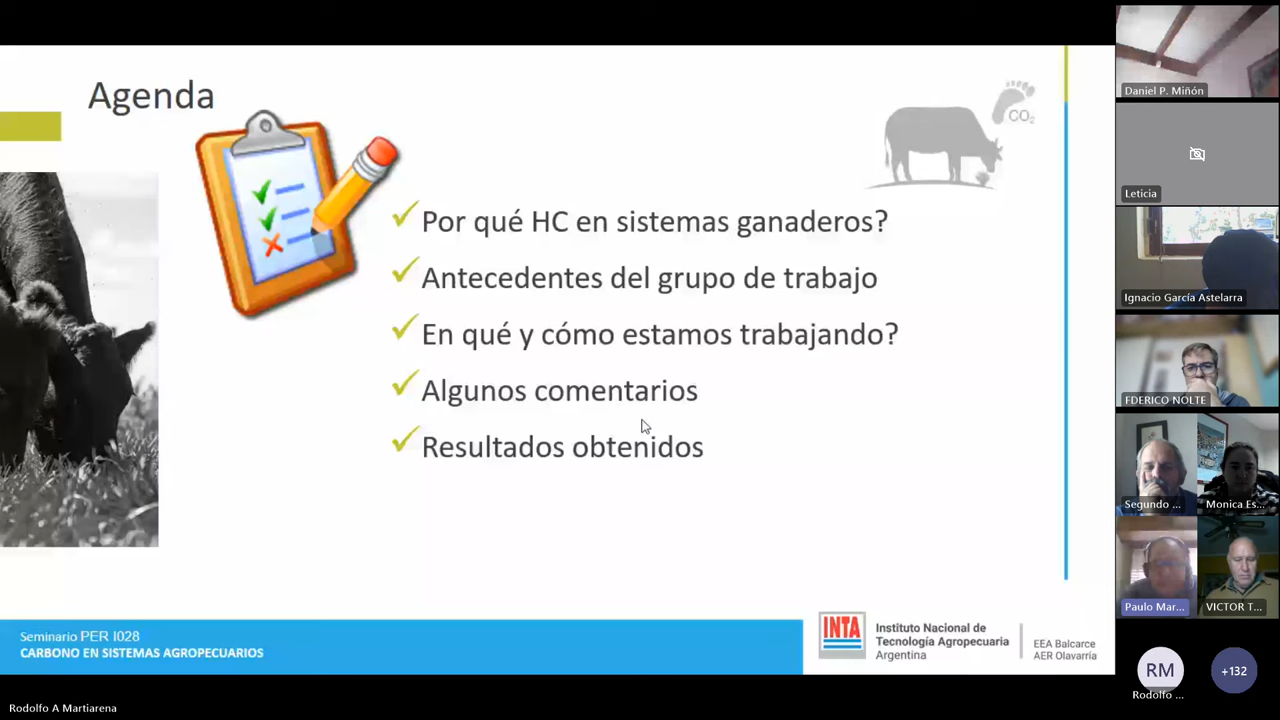 Agenda
CO₂
Por qué HC en sistemas ganaderos?
Antecedentes del grupo de trabajo
En qué y cómo estamos trabajando?
Algunos comentarios
Resultados obtenidos
Seminario PER I028
CARBONO EN SISTEMAS AGROPECUARIOS
INTA
Instituto Nacional de
Tecnología Agropecuaria
Argentina
EEA Balcarce
AER Olavarría
Rodolfo A Martiarena
Daniel P. Miñón
Leticia
Ignacio García Astelarra
FDERICO NOLTE
Segundo ...
Monica Es...
Paulo Mar...
VICTOR T...
RM
Rodolfo ...
+132